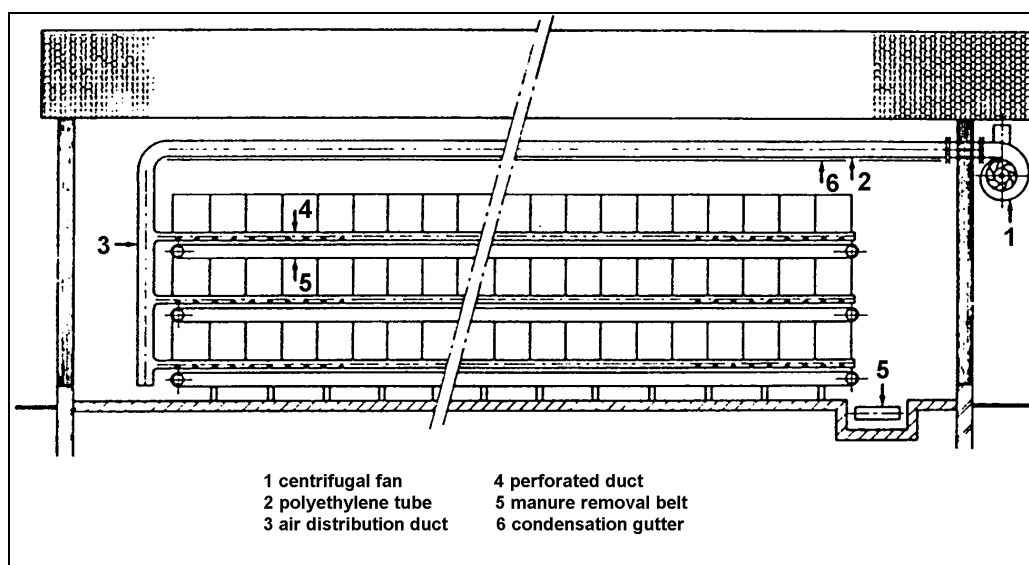 4
6
2
3
1
5
5
1 centrifugal fan
2 polyethylene tube
3 air distribution duct
4 perforated duct
5 manure removal belt
6 condensation gutter